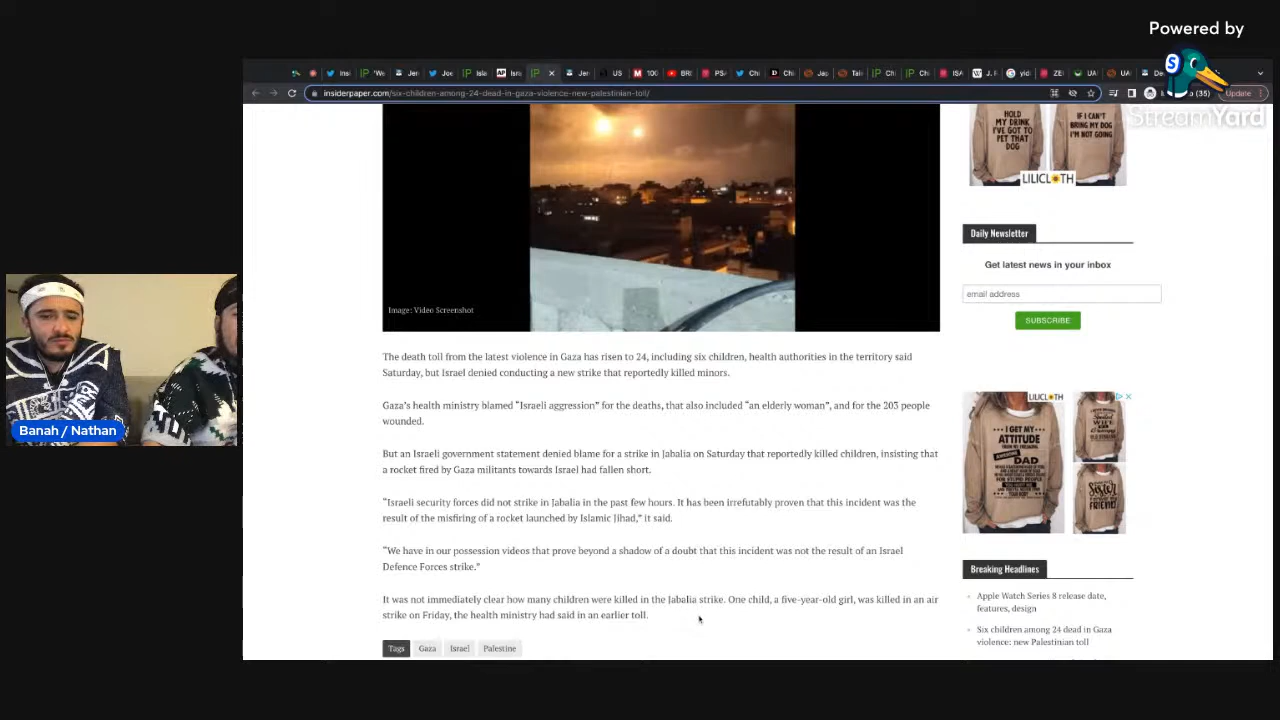 Powered by
StreamYard
insiderpaper.com/six-children-among-24-dead-in-gaza-violence-new-palestinian-toll/
(35)
Update
HOLD
MY DRINK
I'VE GOT TO
PET THAT
DOG
IF I CAN'T
BRING MY DOG
I'M NOT GOING
LILICLOTH
Daily Newsletter
Get latest news in your inbox
email address
SUBSCRIBE
Image: Video Screenshot
Banah / Nathan
The death toll from the latest violence in Gaza has risen to 24, including six children, health authorities in the territory said
Saturday, but Israel denied conducting a new strike that reportedly killed minors.
Gaza's health ministry blamed “Israeli aggression” for the deaths, that also included “an elderly woman”, and for the 203 people
wounded.
But an Israeli government statement denied blame for a strike in Jabalia on Saturday that reportedly killed children, insisting that
a rocket fired by Gaza militants towards Israel had fallen short.
“Israeli security forces did not strike in Jabalia in the past few hours. It has been irrefutably proven that this incident was the
result of the misfiring of a rocket launched by Islamic Jihad,” it said.
“We have in our possession videos that prove beyond a shadow of a doubt that this incident was not the result of an Israel
Defence Forces strike.”
It was not immediately clear how many children were killed in the Jabalia strike. One child, a five-year-old girl, was killed in an air
strike on Friday, the health ministry had said in an earlier toll.
Tags
Gaza
Israel
Palestine
LILICLOTH
I GET MY
ATTITUDE
DAD
Breaking Headlines
Apple Watch Series 8 release date,
features, design
Six children among 24 dead in Gaza
violence: new Palestinian toll